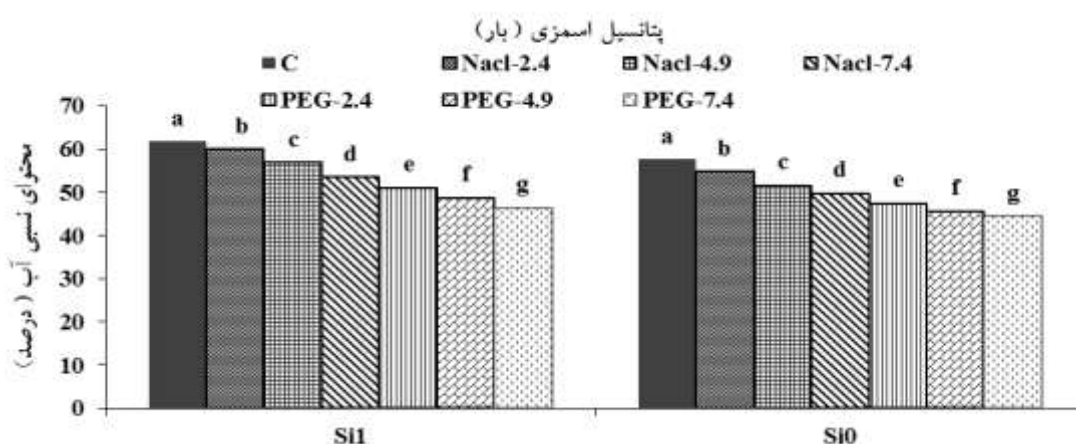 پتانسیل اسمزی (بار)
C Nacl-2.4 Nacl-4.9 Nacl-7.4
PEG-2.4 PEG-4.9 PEG-7.4
محتوای نسبی آب (درصد)
70
60
50
40
30
20
10
0
a b c d e f g
a b c d e f g
Si1 Si0